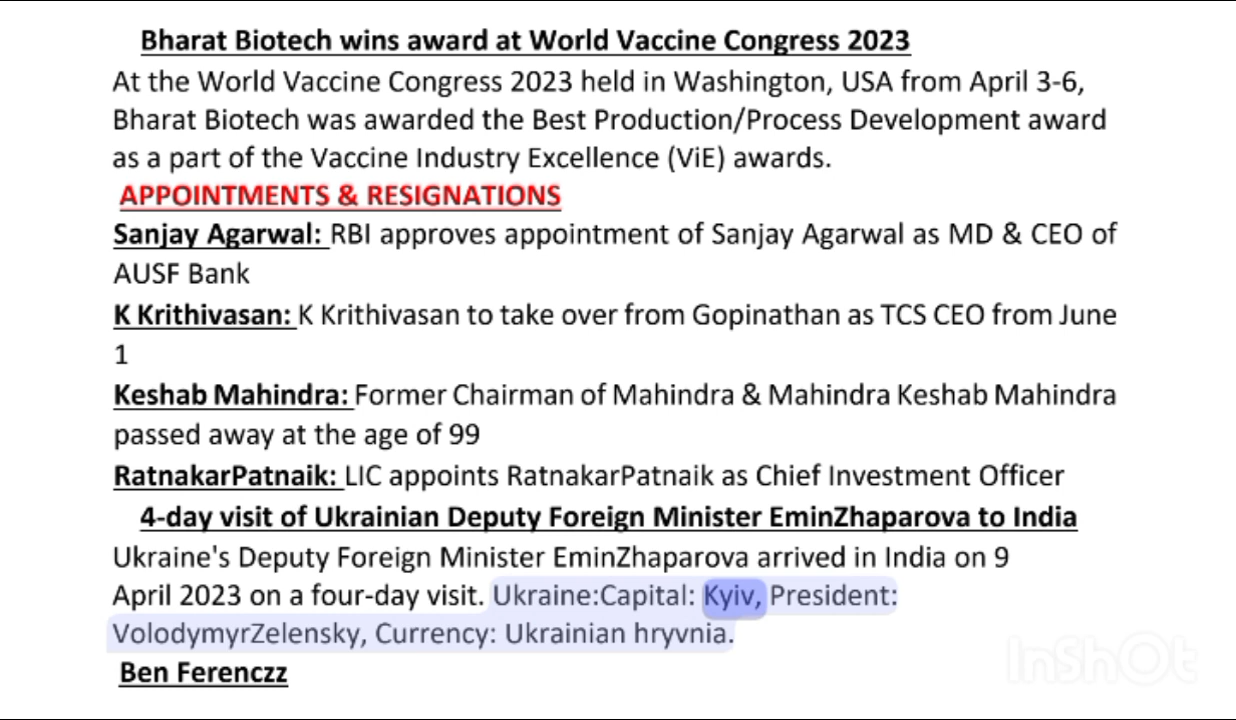 Bharat Biotech wins award at World Vaccine Congress 2023
At the World Vaccine Congress 2023 held in Washington, USA from April 3-6,
Bharat Biotech was awarded the Best Production/Process Development award
as a part of the Vaccine Industry Excellence (ViE) awards.
APPOINTMENTS & RESIGNATIONS
Sanjay Agarwal: RBI approves appointment of Sanjay Agarwal as MD & CEO of
AUSF Bank
K Krithivasan: K Krithivasan to take over from Gopinathan as TCS CEO from June
1
Keshab Mahindra: Former Chairman of Mahindra & Mahindra Keshab Mahindra
passed away at the age of 99
RatnakarPatnaik: LIC appoints RatnakarPatnaik as Chief Investment Officer
4-day visit of Ukrainian Deputy Foreign Minister EminZhaparova to India
Ukraine's Deputy Foreign Minister EminZhaparova arrived in India on 9
April 2023 on a four-day visit. Ukraine:Capital: Kyiv, President:
VolodymyrZelensky, Currency: Ukrainian hryvnia.
Ben Ferenczz
InShOt